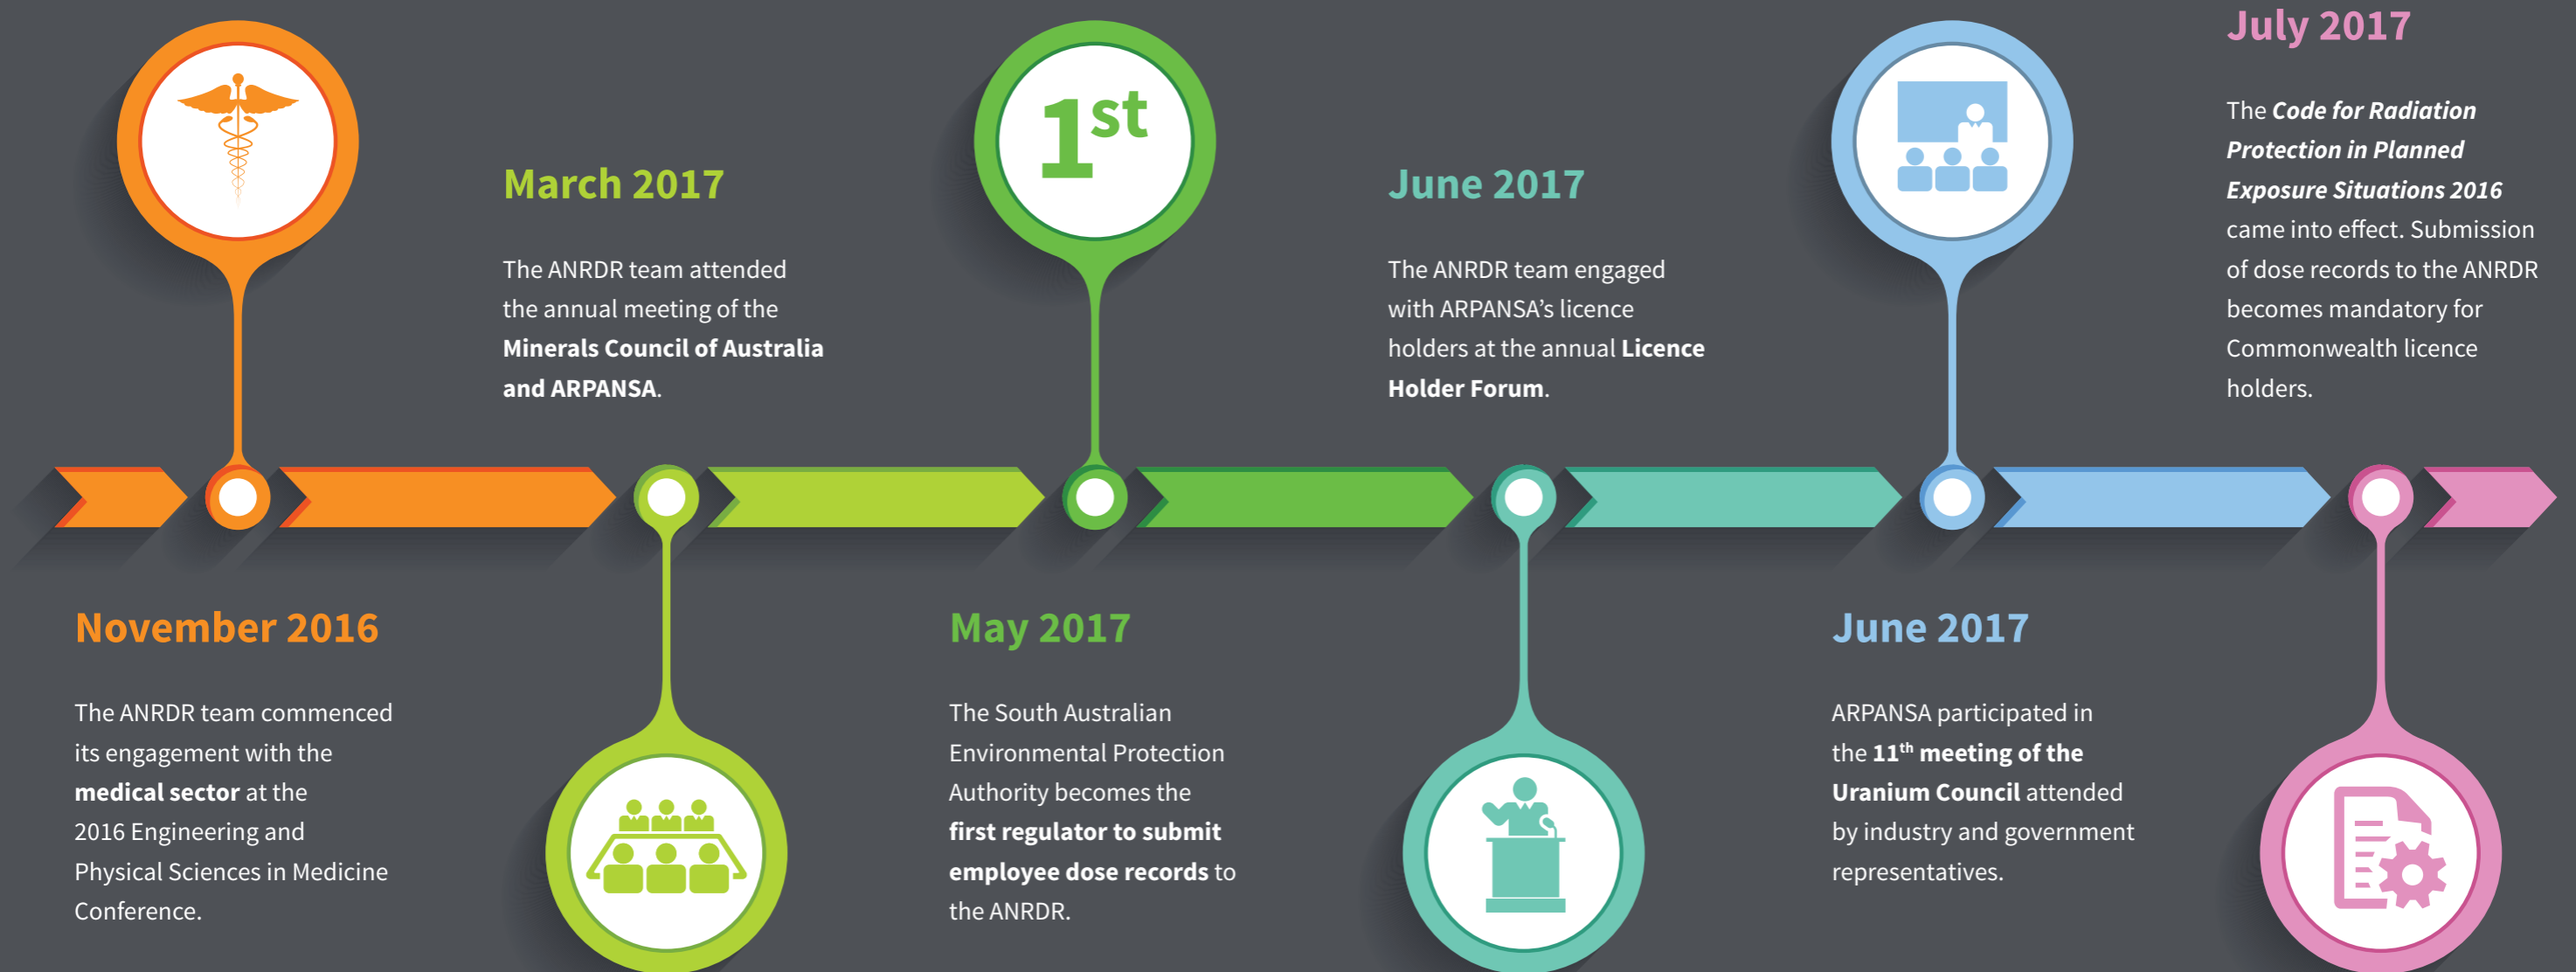 November 2016
The ANRDR team commenced
its engagement with the
medical sector at the
2016 Engineering and
Physical Sciences in Medicine
Conference.
March 2017
The ANRDR team attended
the annual meeting of the
Minerals Council of Australia
and ARPANSA.
1st
May 2017
The South Australian
Environmental Protection
Authority becomes the
first regulator to submit
employee dose records to
the ANRDR.
June 2017
The ANRDR team engaged
with ARPANSA’s licence
holders at the annual Licence
Holder Forum.
June 2017
ARPANSA participated in
the 11th meeting of the
Uranium Council attended
by industry and government
representatives.
July 2017
The Code for Radiation
Protection in Planned
Exposure Situations 2016
came into effect. Submission
of dose records to the ANRDR
becomes mandatory for
Commonwealth licence
holders.